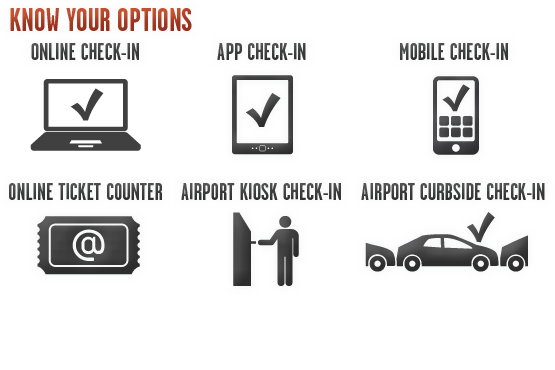 KNOW YOUR OPTIONS
ONLINE CHECK-IN
APP CHECK-IN
MOBILE CHECK-IN
ONLINE TICKET COUNTER
AIRPORT KIOSK CHECK-IN
AIRPORT CURBSIDE CHECK-IN
@